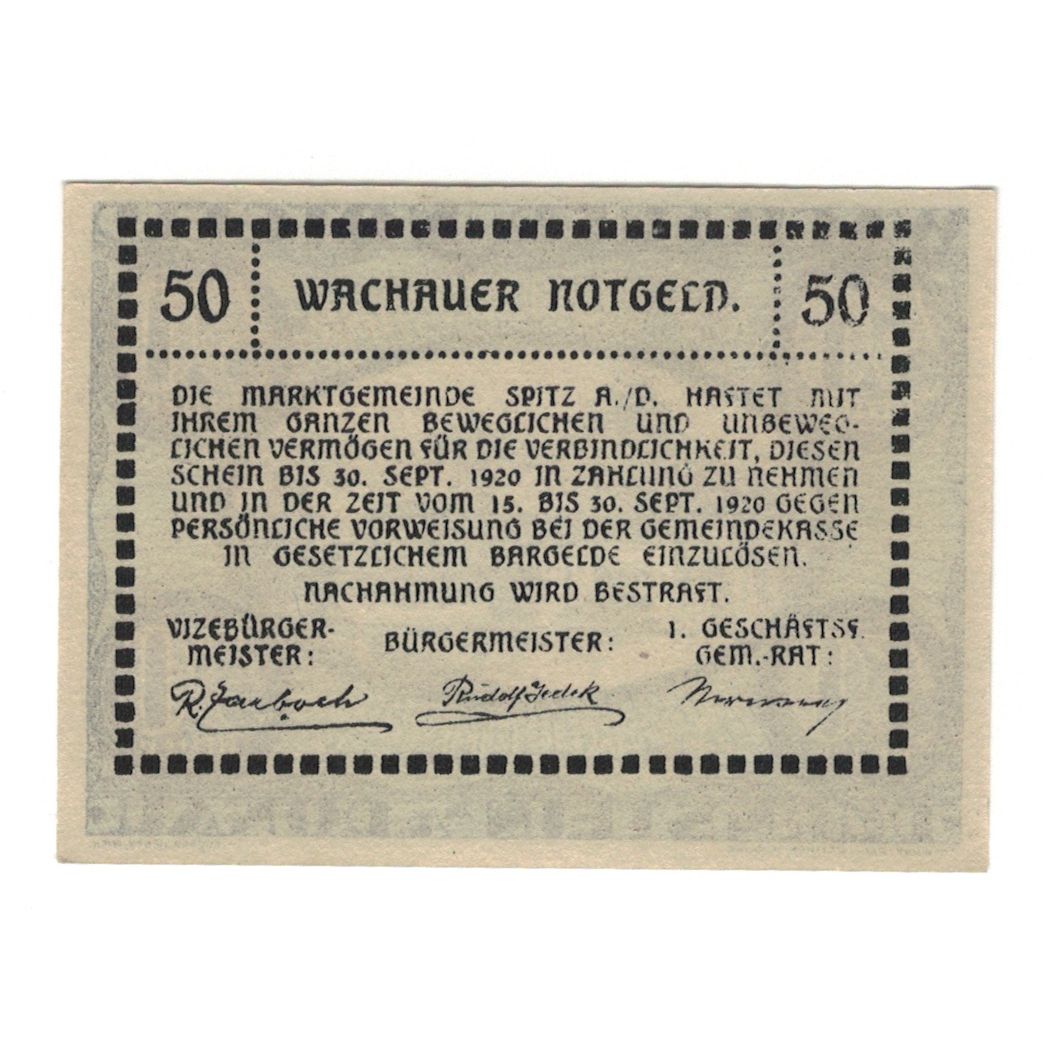 50 WACHAUER NOTGELD. 50
DIE MARKTGEMEINDE SPITZ A./D. HAFTET MIT
IHREM GANZEN BEWEGLICHEN UND UNBEWEG-
LICHEN VERMÖGEN FÜR DIE VERBINDLICHKEIT, DIESEN
SCHEIN BIS 30. SEPT. 1920 IN ZAHLUNG ZU NEHMEN
UND IN DER ZEIT VOM 15. BIS 30. SEPT. 1920 GEGEN
PERSÖNLICHE VORWEISUNG BEI DER GEMEINDEKASSE
IN GESETZLICHEM BARGELDE EINZULÖSEN.
NACHAHMUNG WIRD BESTRAFT.
VIZEBÜRGER-
MEISTER:
BÜRGERMEISTER:
1. GESCHÄFTSF.
GEM.-RAT:
Rudolf